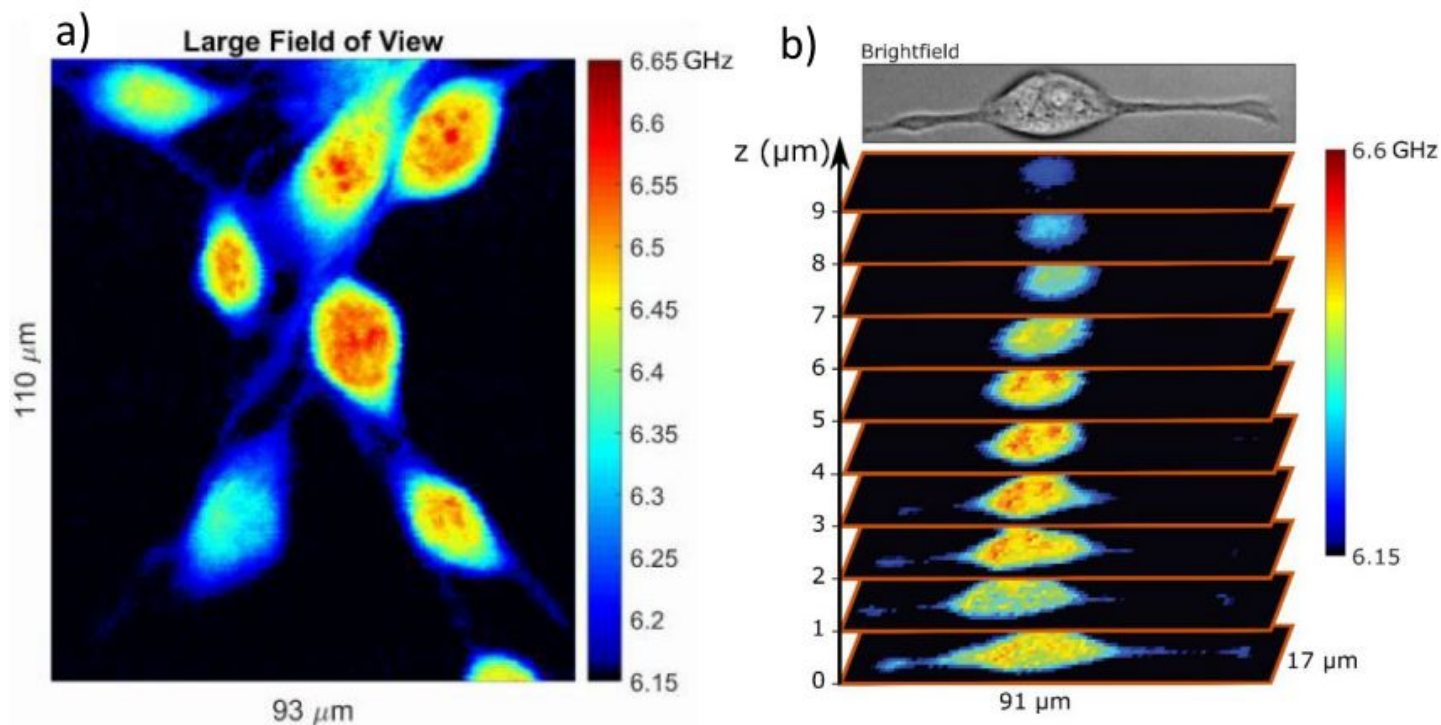 a)
Large Field of View
6.65 GHz
6.6
6.55
6.5
6.45
6.4
6.35
6.3
6.25
6.2
6.15
110 μm
93 μm
b)
Brightfield
z (μm)
9
8
7
6
5
4
3
2
1
0
6.6 GHz
6.15
17 μm
91 μm